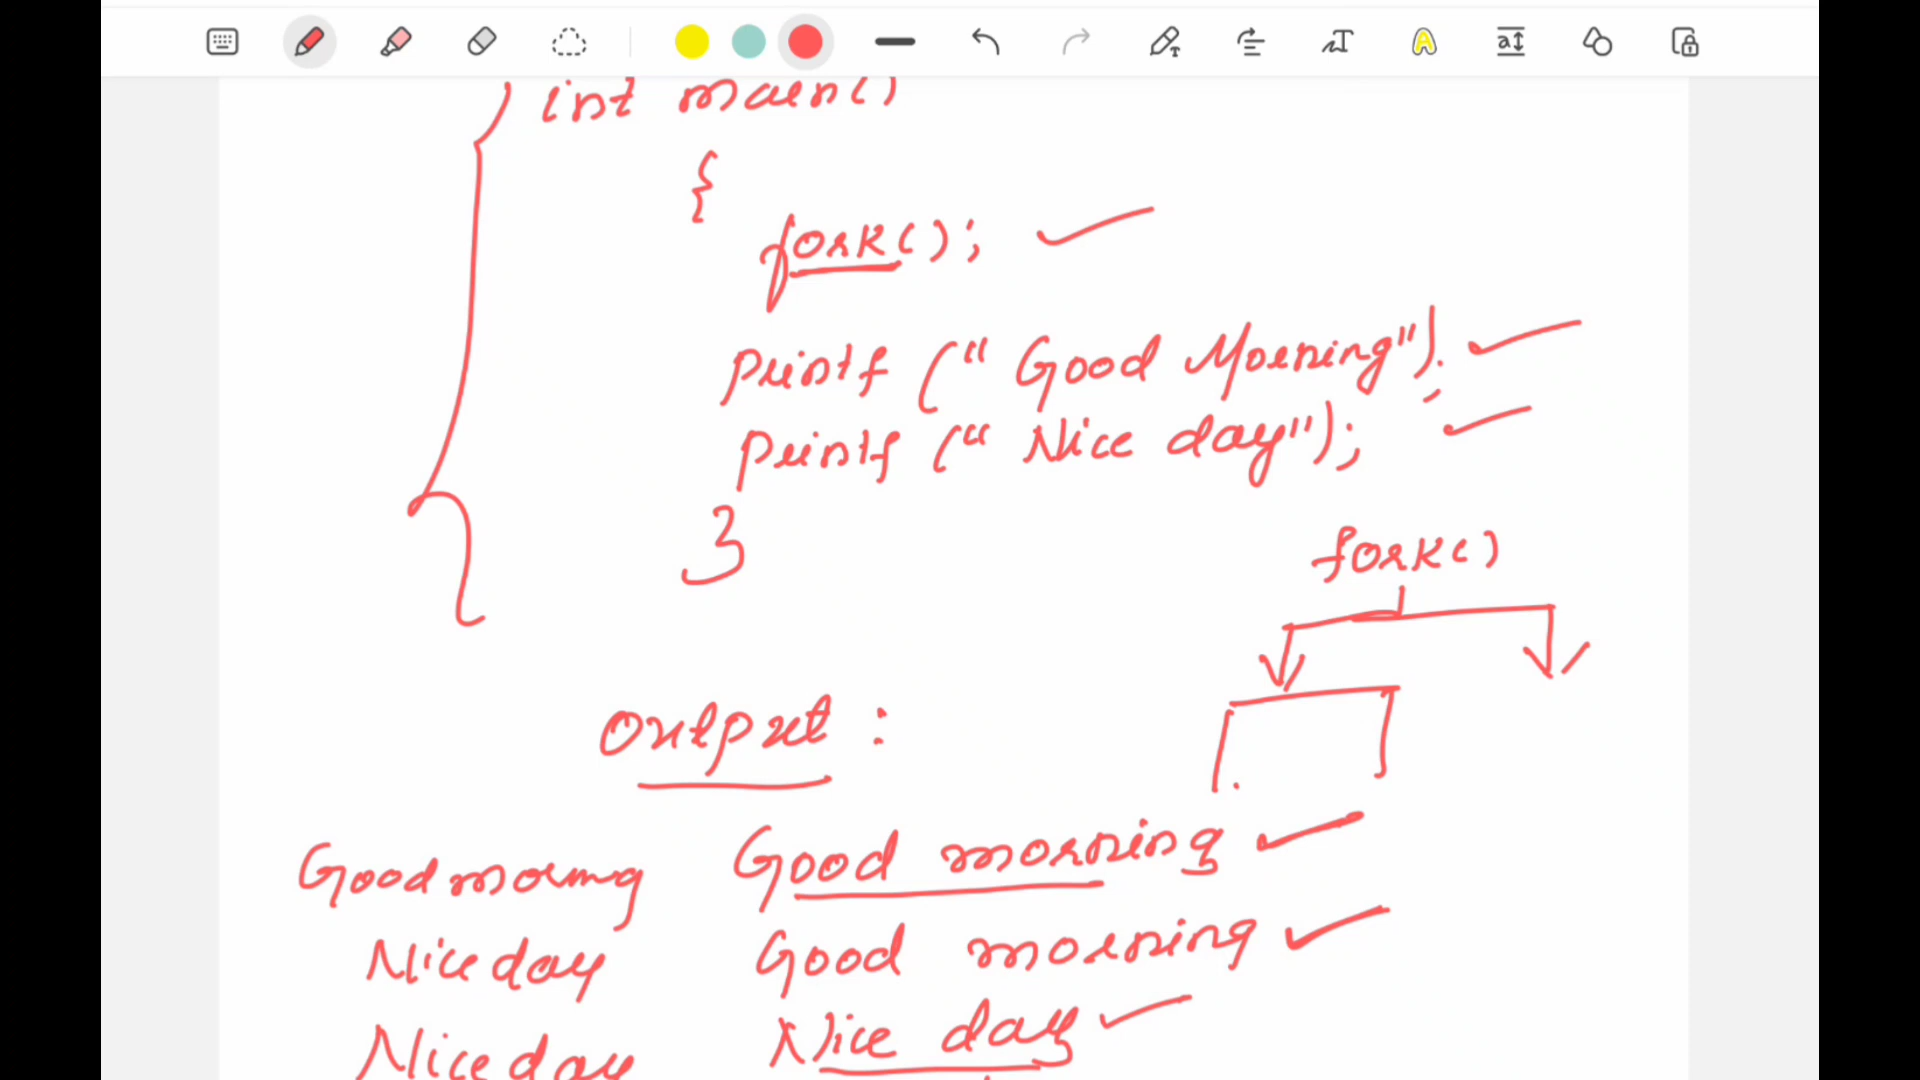 int main()
{
fork();
printf (" Good Morning");
printf (" Nice day");
}
fork()
output :
Good morning
Good morning
Nice day
Good morning
Nice day
Nice day